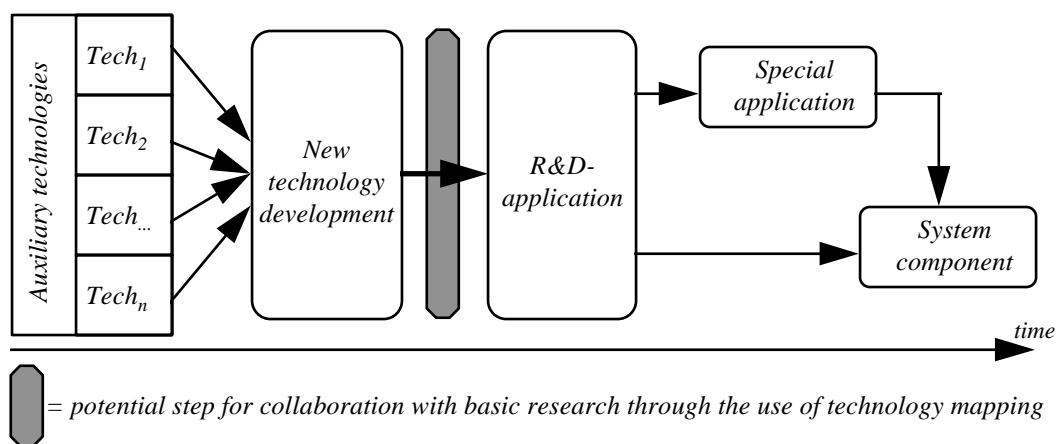 Auxiliary technologies
Tech1
Tech2
Tech...
Techn
New
technology
development
R&D-
application
Special
application
System
component
time
= potential step for collaboration with basic research through the use of technology mapping